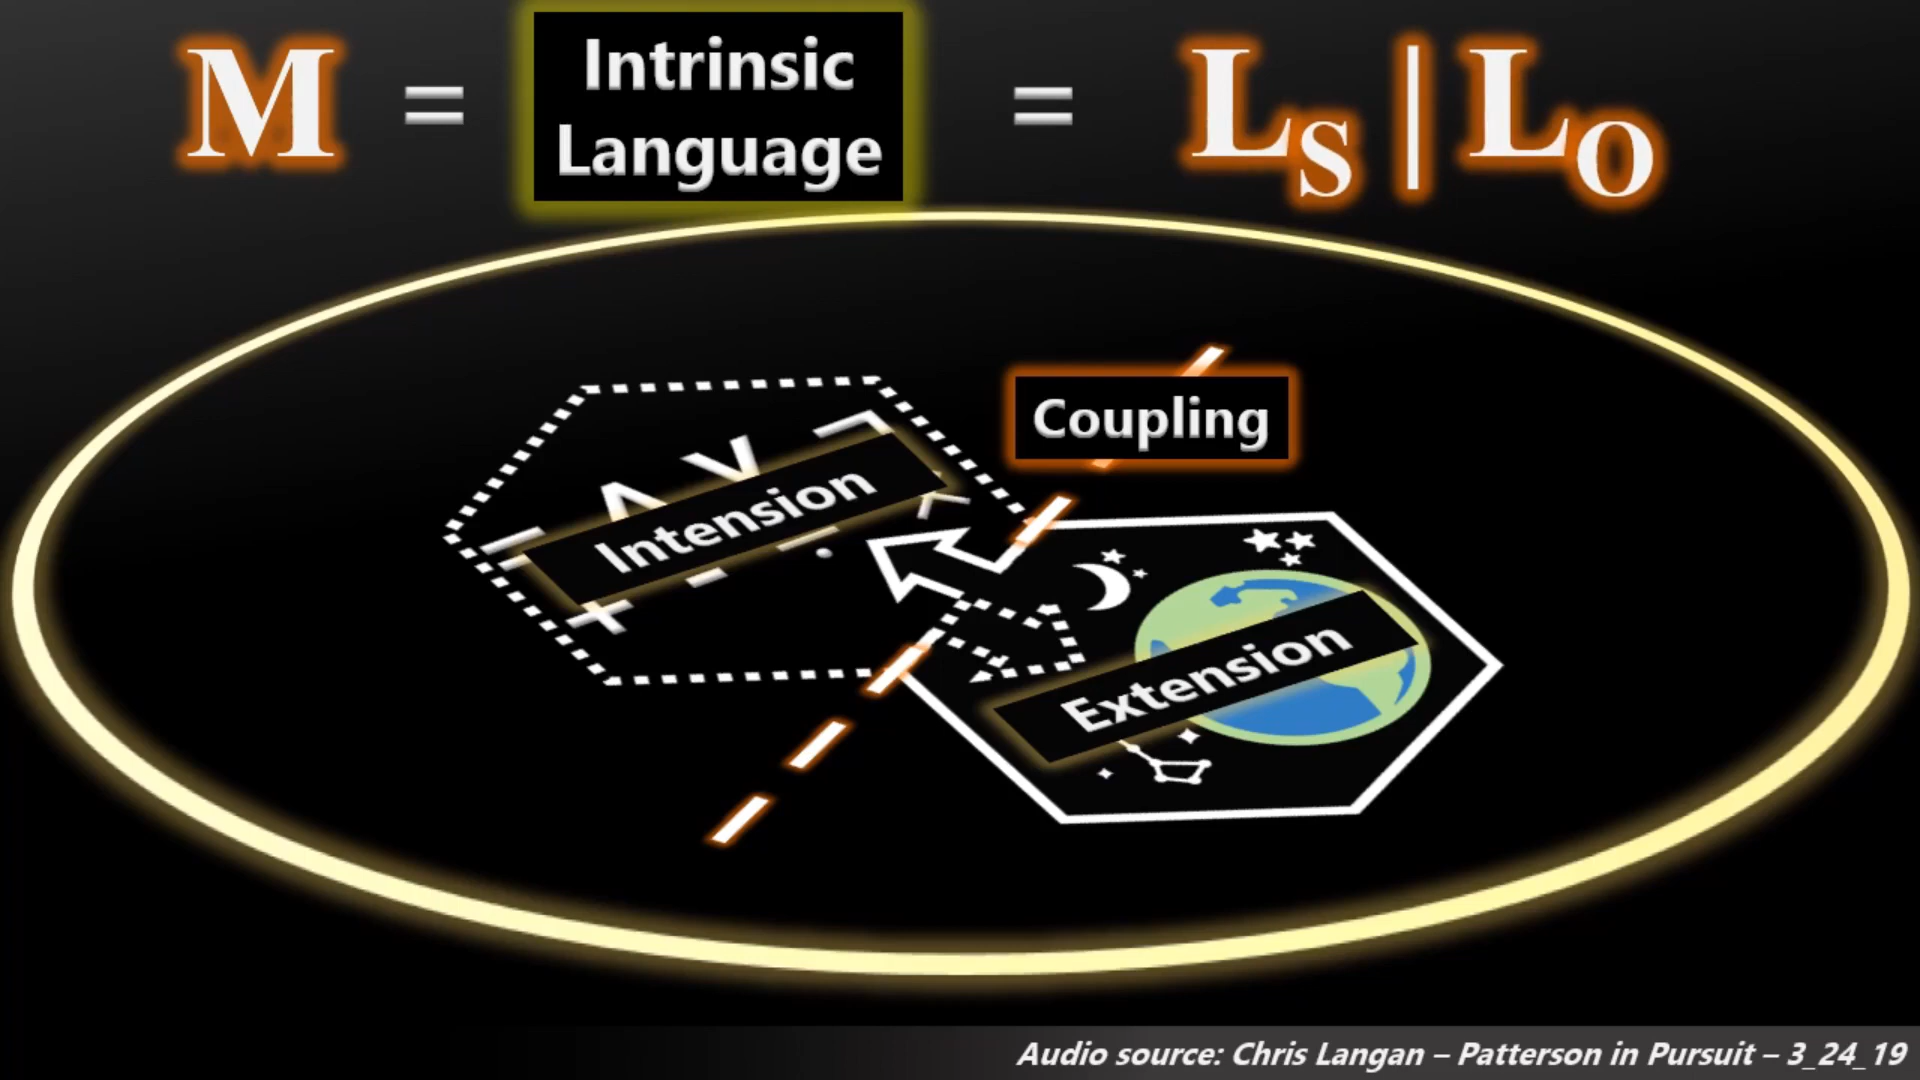 M = Intrinsic Language = LS | LO
Coupling
Intension
Extension
Audio source: Chris Langan – Patterson in Pursuit – 3_24_19